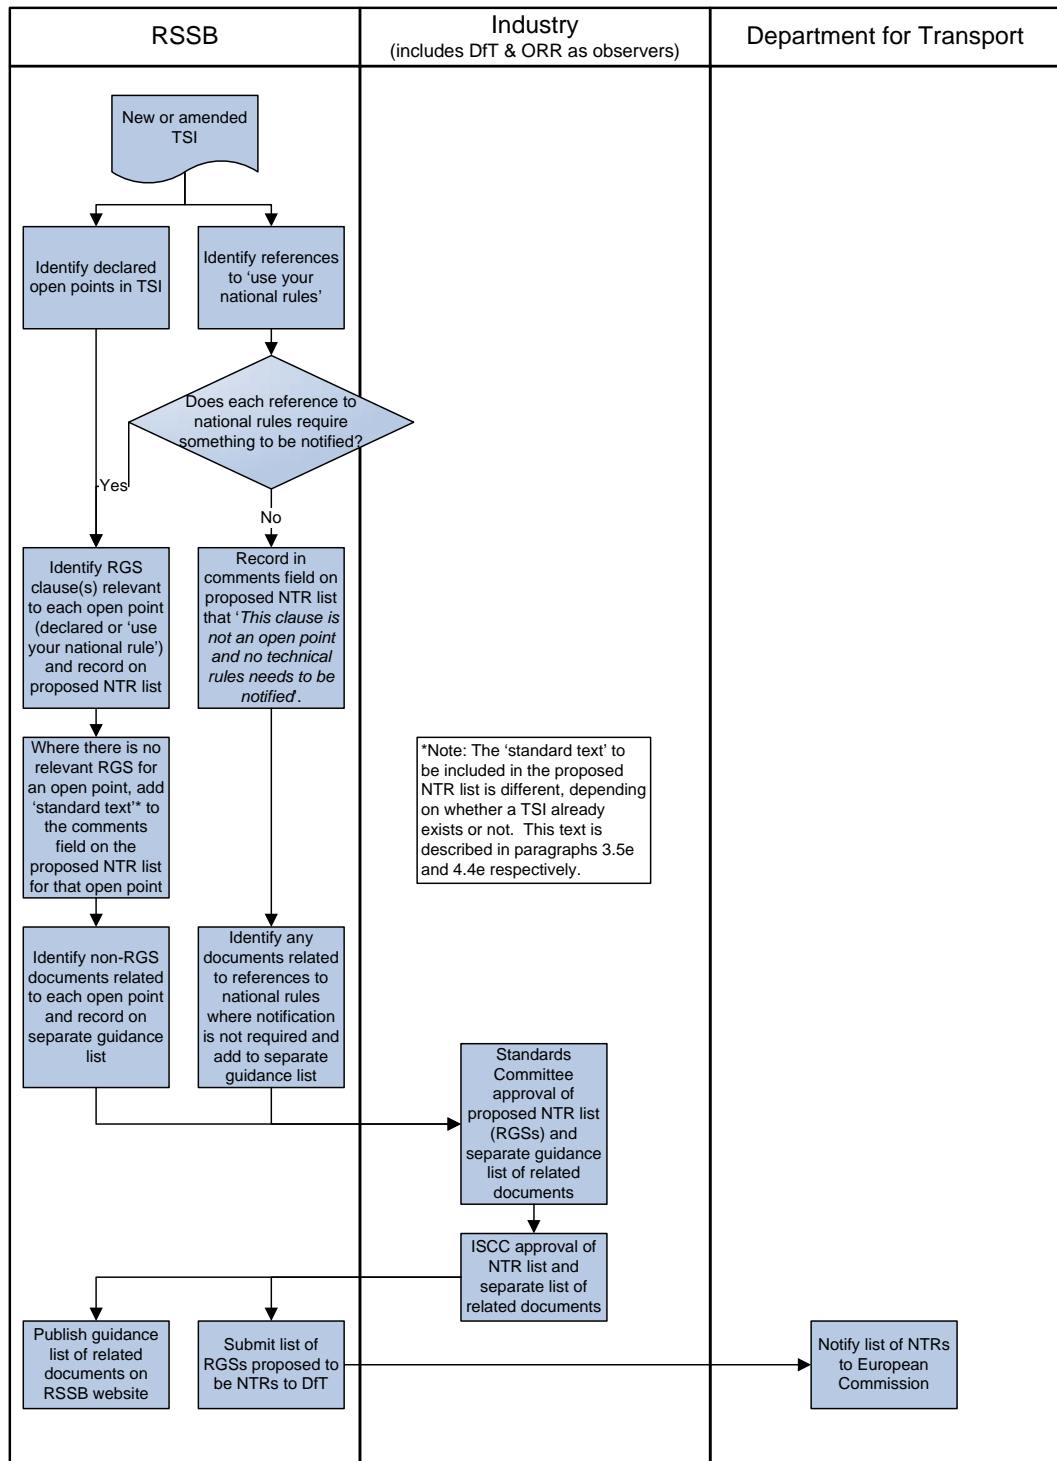 RSSB
Industry
(includes DfT & ORR as observers)
Department for Transport
New or amended
TSI
Identify declared
open points in TSI
Identify references
to ‘use your
national rules’
Does each reference to
national rules require
something to be notified?
Yes
No
Identify RGS
clause(s) relevant
to each open point
(declared or ‘use
your national rule’)
and record on
proposed NTR list
Record in
comments field on
proposed NTR list
that ‘This clause is
not an open point
and no technical
rules needs to be
notified’.
Where there is no
relevant RGS for
an open point, add
‘standard text’* to
the comments
field on the
proposed NTR list
for that open point
*Note: The ‘standard text’ to
be included in the proposed
NTR list is different, depending
on whether a TSI already
exists or not.  This text is
described in paragraphs 3.5e
and 4.4e respectively.
Identify non-RGS
documents related
to each open point
and record on
separate guidance
list
Identify any
documents related
to references to
national rules
where notification
is not required and
add to separate
guidance list
Standards
Committee
approval of
proposed NTR list
(RGSs) and
separate guidance
list of related
documents
ISCC approval of
NTR list and
separate list of
related documents
Publish guidance
list of related
documents on
RSSB website
Submit list of
RGSs proposed to
be NTRs to DfT
Notify list of NTRs
to European
Commission